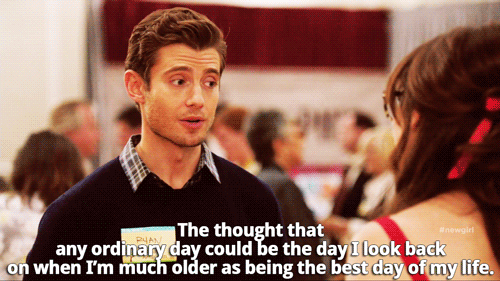 RYAN
#newgirl
The thought that
any ordinary day could be the day I look back
on when I'm much older as being the best day of my life.